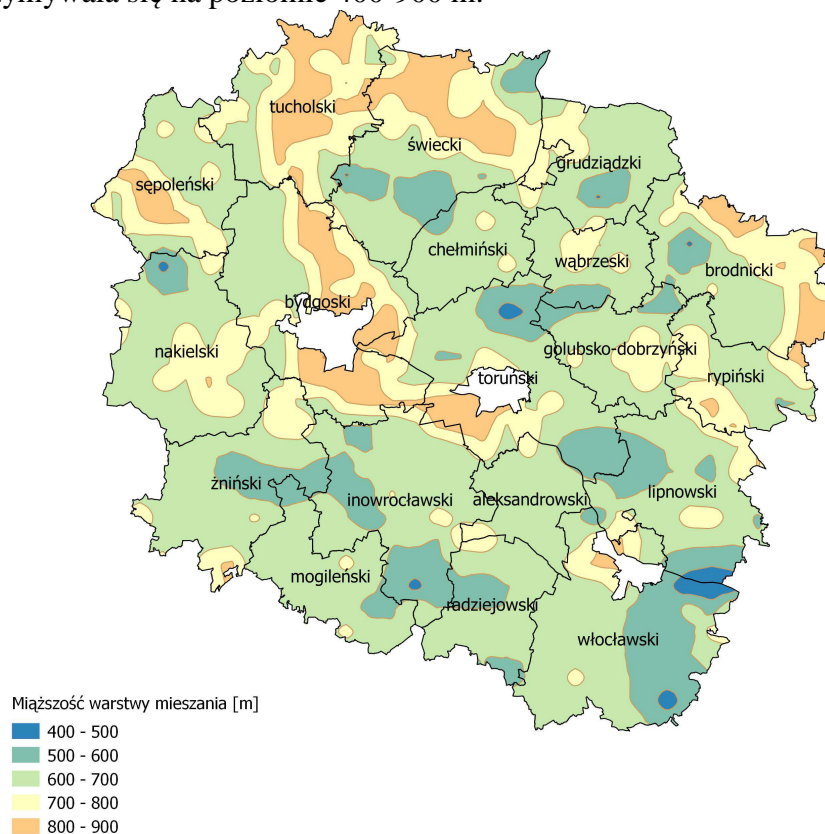 tucholski
świecki
grudziądzki
sępoleński
chełmiński
wąbrzeski
brodnicki
bydgoski
nakielski
golubsko-dobrzyński
toruński
rypiński
żniński
inowrocławski
aleksandrowski
lipnowski
mogileński
radziejowski
włocławski
Miąższość warstwy mieszania [m]
400 - 500
500 - 600
600 - 700
700 - 800
800 - 900